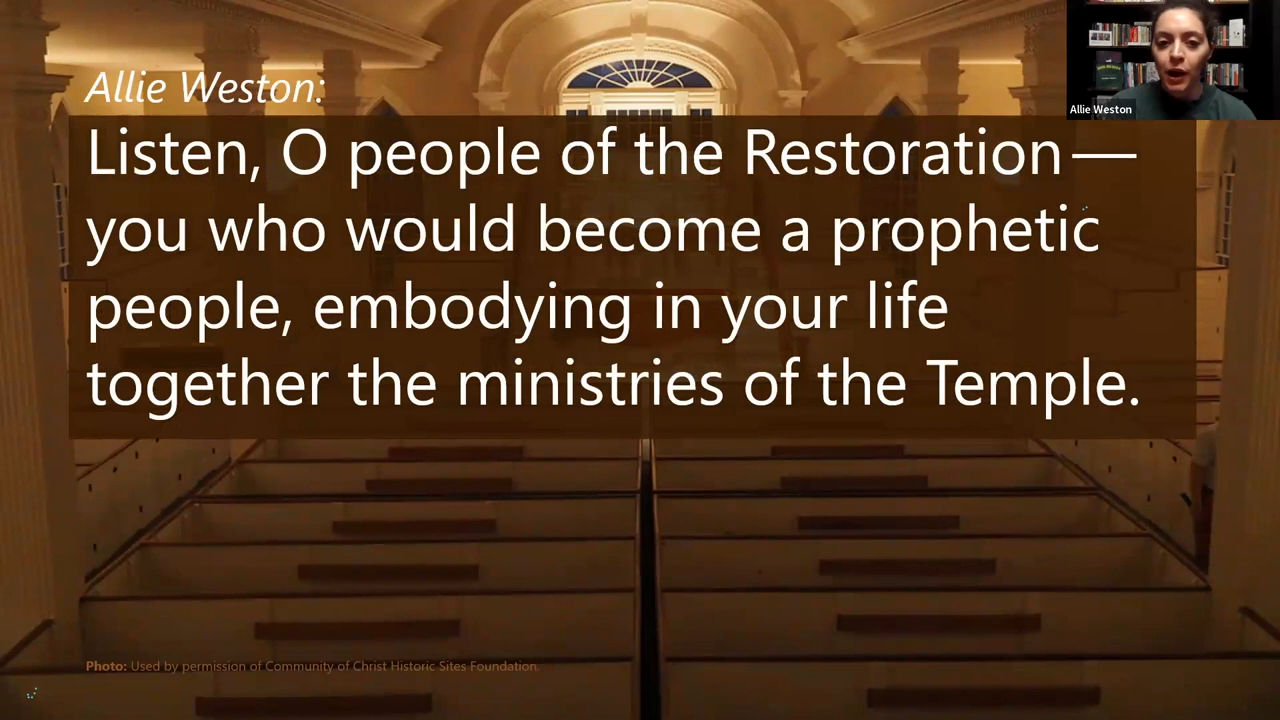 Allie Weston:
Listen, O people of the Restoration —
you who would become a prophetic
people, embodying in your life
together the ministries of the Temple.
Allie Weston
Photo: Used by permission of Community of Christ Historic Sites Foundation.